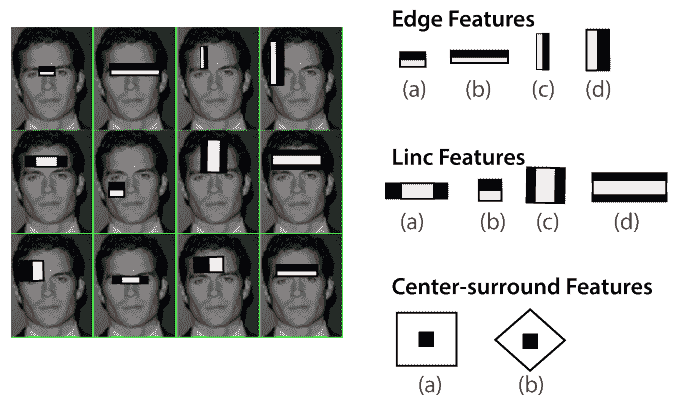 Edge Features
(a) (b) (c) (d)
Linc Features
(a) (b) (c) (d)
Center-surround Features
(a) (b)